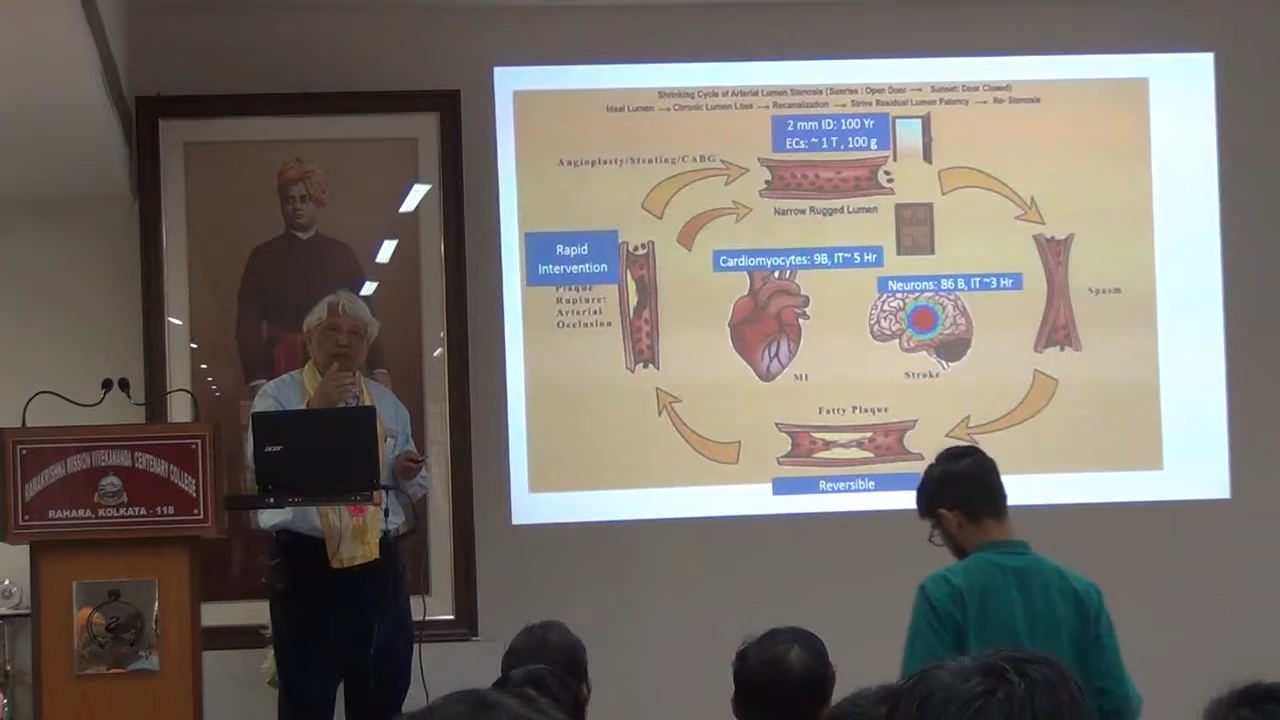 Shrinking Cycle of Arterial Lumen Stenosis (Sunrise : Open Door → Sunset: Door Closed)
Ideal Lumen → Chronic Lumen Loss → Recanalization → Strive Residual Lumen Patency → Re- Stenosis
2 mm ID: 100 Yr
ECs: ~ 1 T , 100 g
Angioplasty/Stenting/CABG
Narrow Rugged Lumen
Rapid
Intervention
Plaque
Rupture:
Arterial
Occlusion
Cardiomyocytes: 9B, IT~ 5 Hr
Neurons: 86 B, IT ~3 Hr
Spasm
MI
Stroke
Fatty Plaque
Reversible
acer
RAMAKRISHNA MISSION VIVEKANANDA CENTENARY COLLEGE
RAHARA, KOLKATA - 118